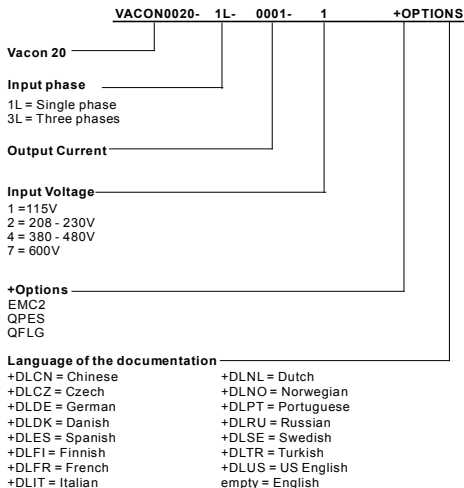 VACON0020- 1L- 0001- 1 +OPTIONS
Vacon 20
Input phase
1L = Single phase
3L = Three phases
Output Current
Input Voltage
1 =115V
2 = 208 - 230V
4 = 380 - 480V
7 = 600V
+Options
EMC2
QPES
QFLG
Language of the documentation
+DLCN = Chinese
+DLCZ = Czech
+DLDE = German
+DLDK = Danish
+DLES = Spanish
+DLFI = Finnish
+DLFR = French
+DLIT = Italian
+DLNL = Dutch
+DLNO = Norwegian
+DLPT = Portuguese
+DLRU = Russian
+DLSE = Swedish
+DLTR = Turkish
+DLUS = US English
empty = English